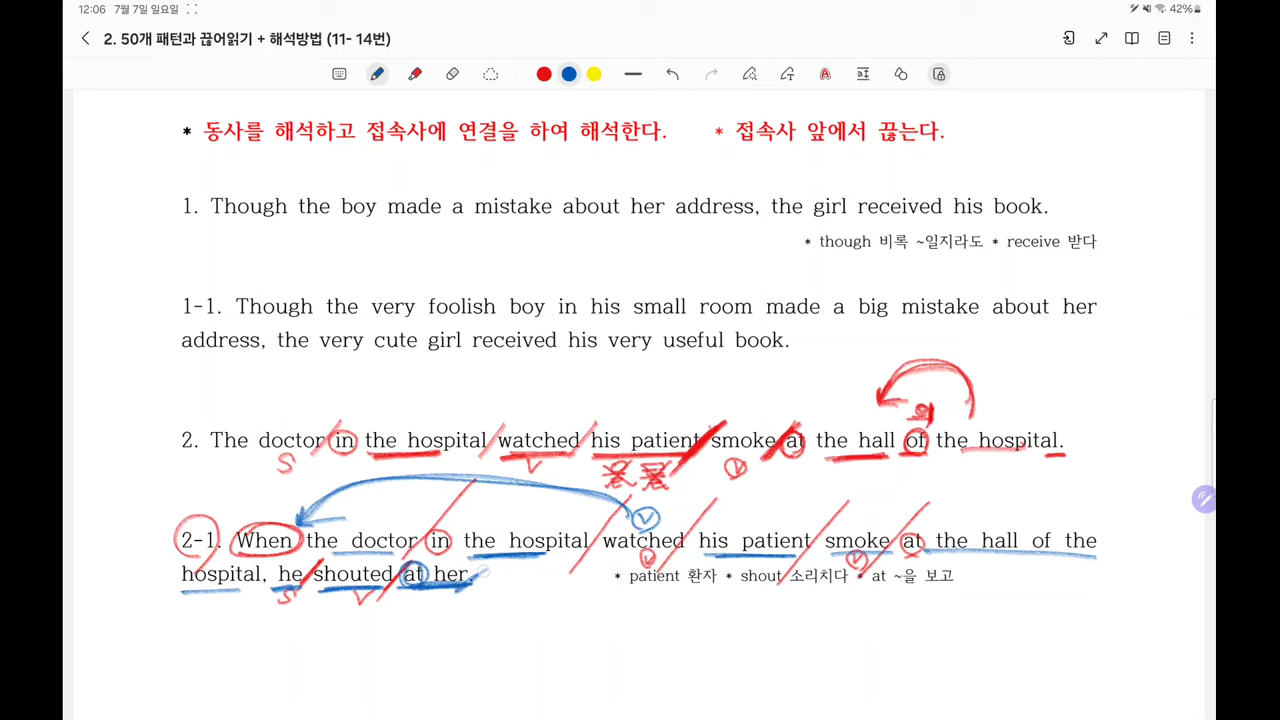 12:06 7월 7일 일요일
42%
2. 50개 패턴과 끊어읽기 + 해석방법 (11- 14번)
* 동사를 해석하고 접속사에 연결을 하여 해석한다. * 접속사 앞에서 끊는다.
1. Though the boy made a mistake about her address, the girl received his book.
* though 비록 ~일지라도 * receive 받다
1-1. Though the very foolish boy in his small room made a big mistake about her
address, the very cute girl received his very useful book.
의
2. The doctor in the hospital watched his patient smoke at the hall of the hospital.
S V V
V
2-1. When the doctor in the hospital watched his patient smoke at the hall of the
V V
hospital, he shouted at her. * patient 환자 * shout 소리치다 * at ~을 보고
S V